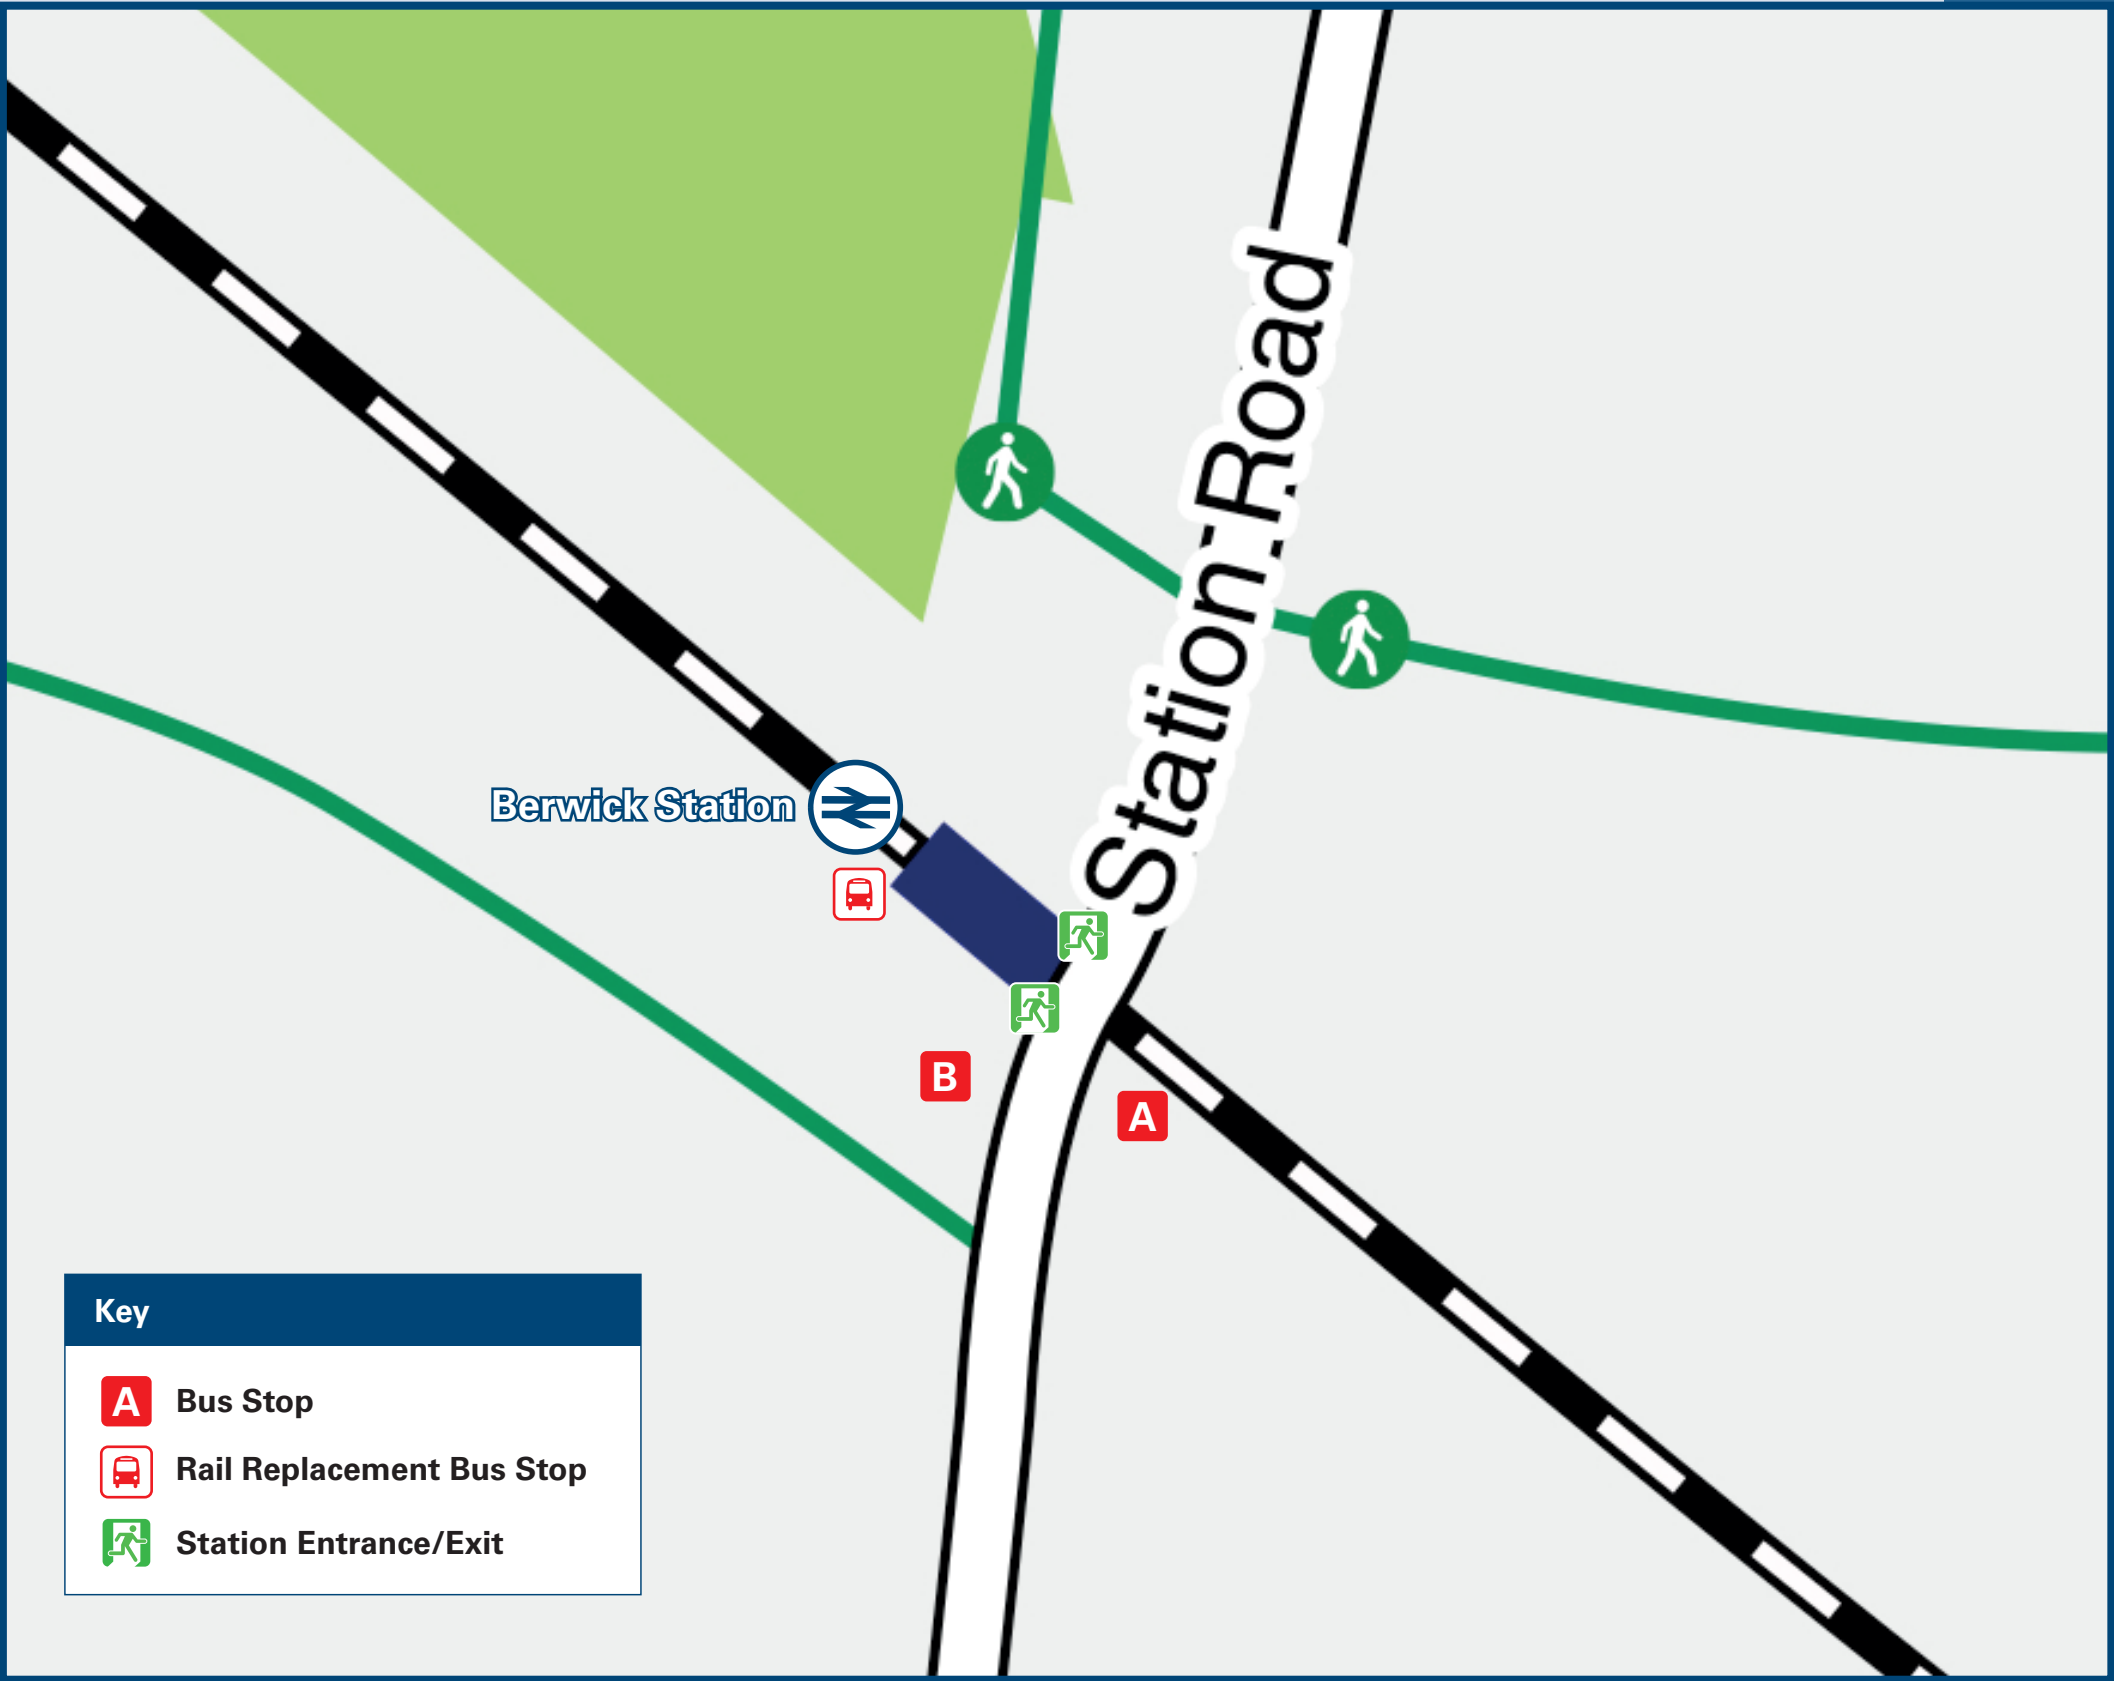 Station Road
Berwick Station
B
A
Key
A Bus Stop
Rail Replacement Bus Stop
Station Entrance/Exit